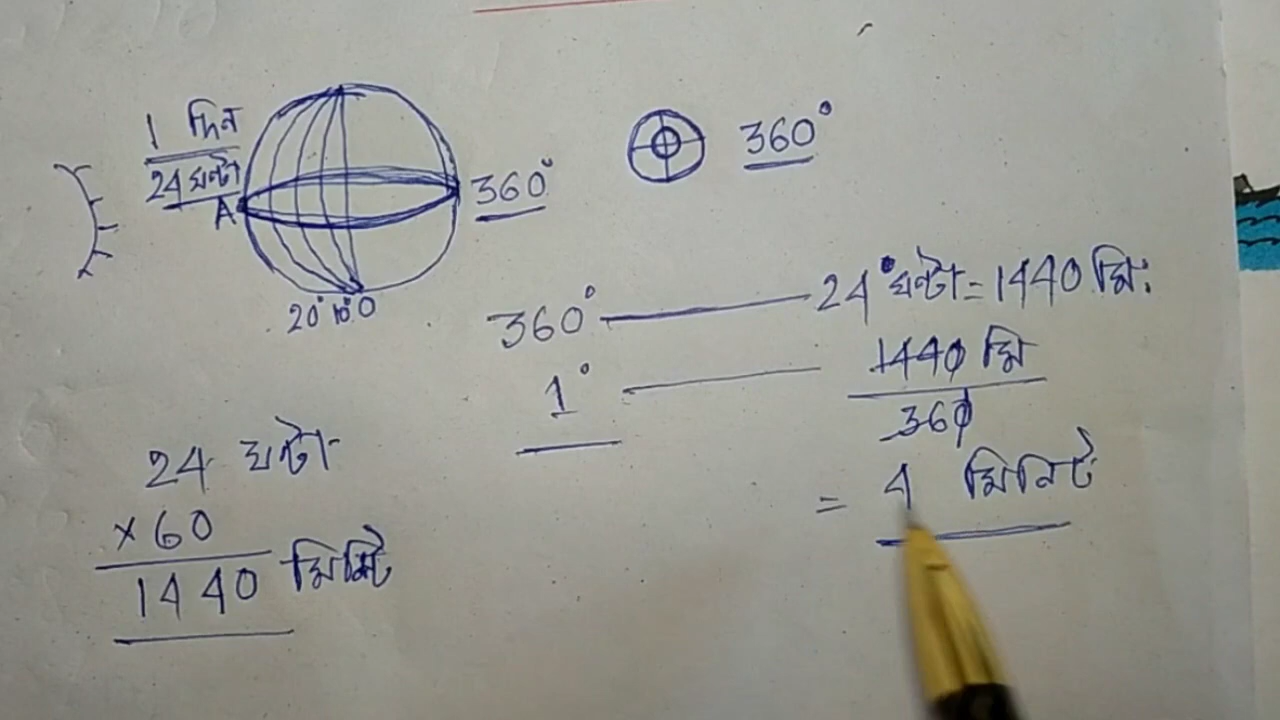 1 দিন
24 ঘন্টা
A
360°
360°
20° 10° 0
360° 24 ঘন্টা = 1440 মি:
1° 1440 মি
360
= 4 মিনিট
24 ঘন্টা
× 60
1440 মিনিট